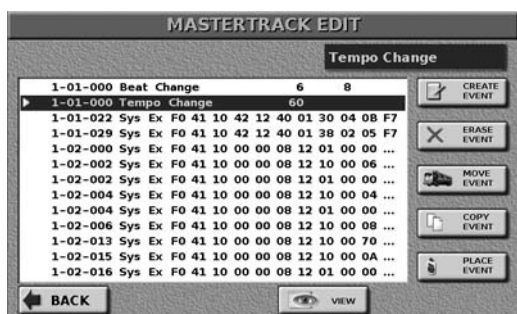 MASTERTRACK EDIT
Tempo Change
1-01-000 Beat Change 6 8
1-01-000 Tempo Change 60
1-01-022 Sys Ex F0 41 10 42 12 40 01 30 04 0B F7
1-01-029 Sys Ex F0 41 10 42 12 40 01 38 02 05 F7
1-02-000 Sys Ex F0 41 10 00 00 08 12 01 00 00 ...
1-02-002 Sys Ex F0 41 10 00 00 08 12 10 00 06 ...
1-02-002 Sys Ex F0 41 10 00 00 08 12 01 00 00 ...
1-02-004 Sys Ex F0 41 10 00 00 08 12 10 00 04 ...
1-02-004 Sys Ex F0 41 10 00 00 08 12 01 00 00 ...
1-02-006 Sys Ex F0 41 10 00 00 08 12 10 00 08 ...
1-02-013 Sys Ex F0 41 10 00 00 08 12 10 00 70 ...
1-02-015 Sys Ex F0 41 10 00 00 08 12 10 00 0A ...
1-02-016 Sys Ex F0 41 10 00 00 08 12 01 00 00 ...
CREATE
EVENT
ERASE
EVENT
MOVE
EVENT
COPY
EVENT
PLACE
EVENT
BACK
VIEW